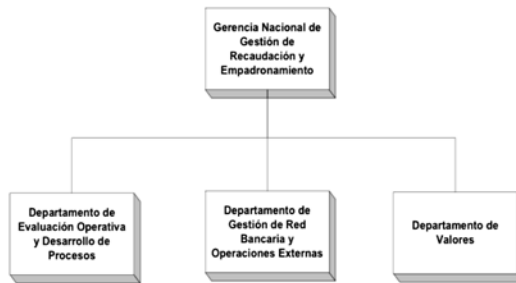 Gerencia Nacional de
Gestión de
Recaudación y
Empadronamiento
Departamento de
Evaluación Operativa
y Desarrollo de
Procesos
Departamento de
Gestión de Red
Bancaria y
Operaciones Externas
Departamento de
Valores